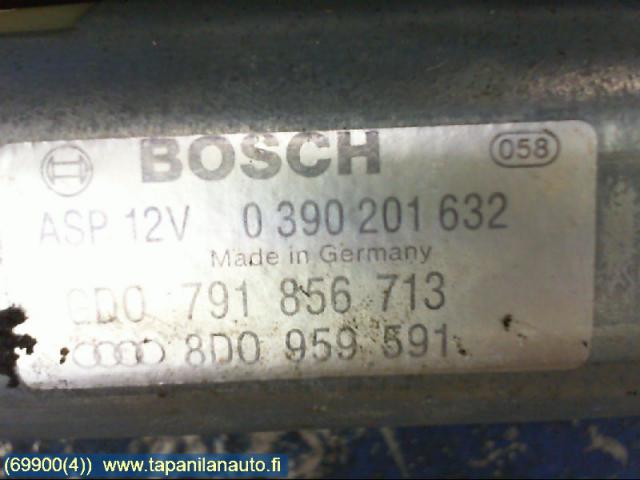 BOSCH 058
ASP 12V 0 390 201 632
Made in Germany
GD0 791 856 713
8D0 959 591
(69900(4)) www.tapanilanauto.fi